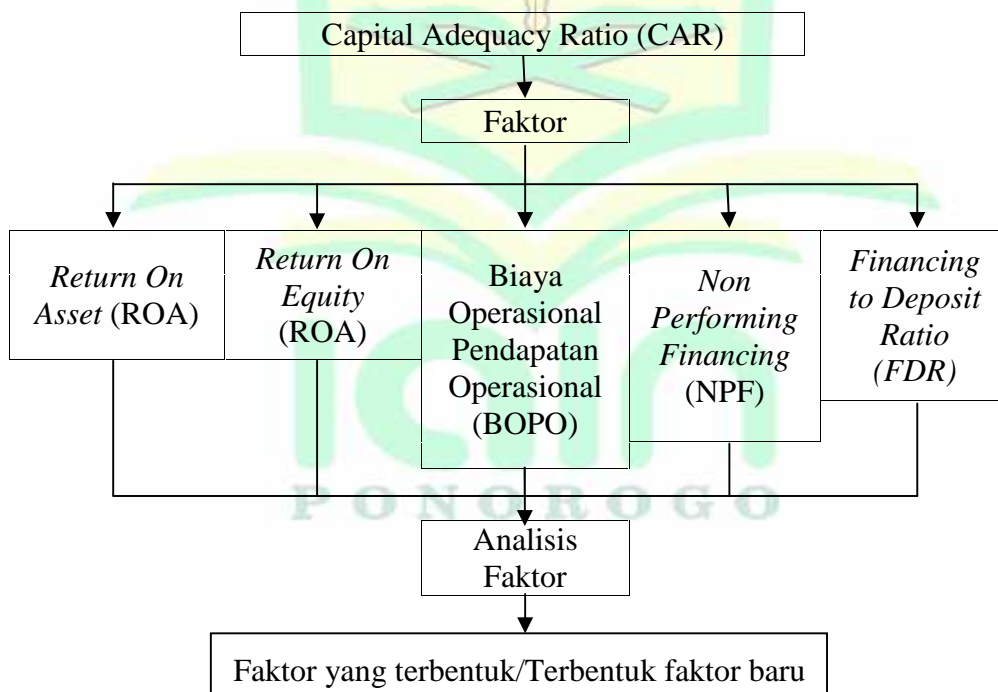 Capital Adequacy Ratio (CAR)
Faktor
Return On
Asset (ROA)
Return On
Equity
(ROA)
Biaya
Operasional
Pendapatan
Operasional
(BOPO)
Non
Performing
Financing
(NPF)
Financing
to Deposit
Ratio
(FDR)
iain
PONOROGO
Analisis
Faktor
Faktor yang terbentuk/Terbentuk faktor baru